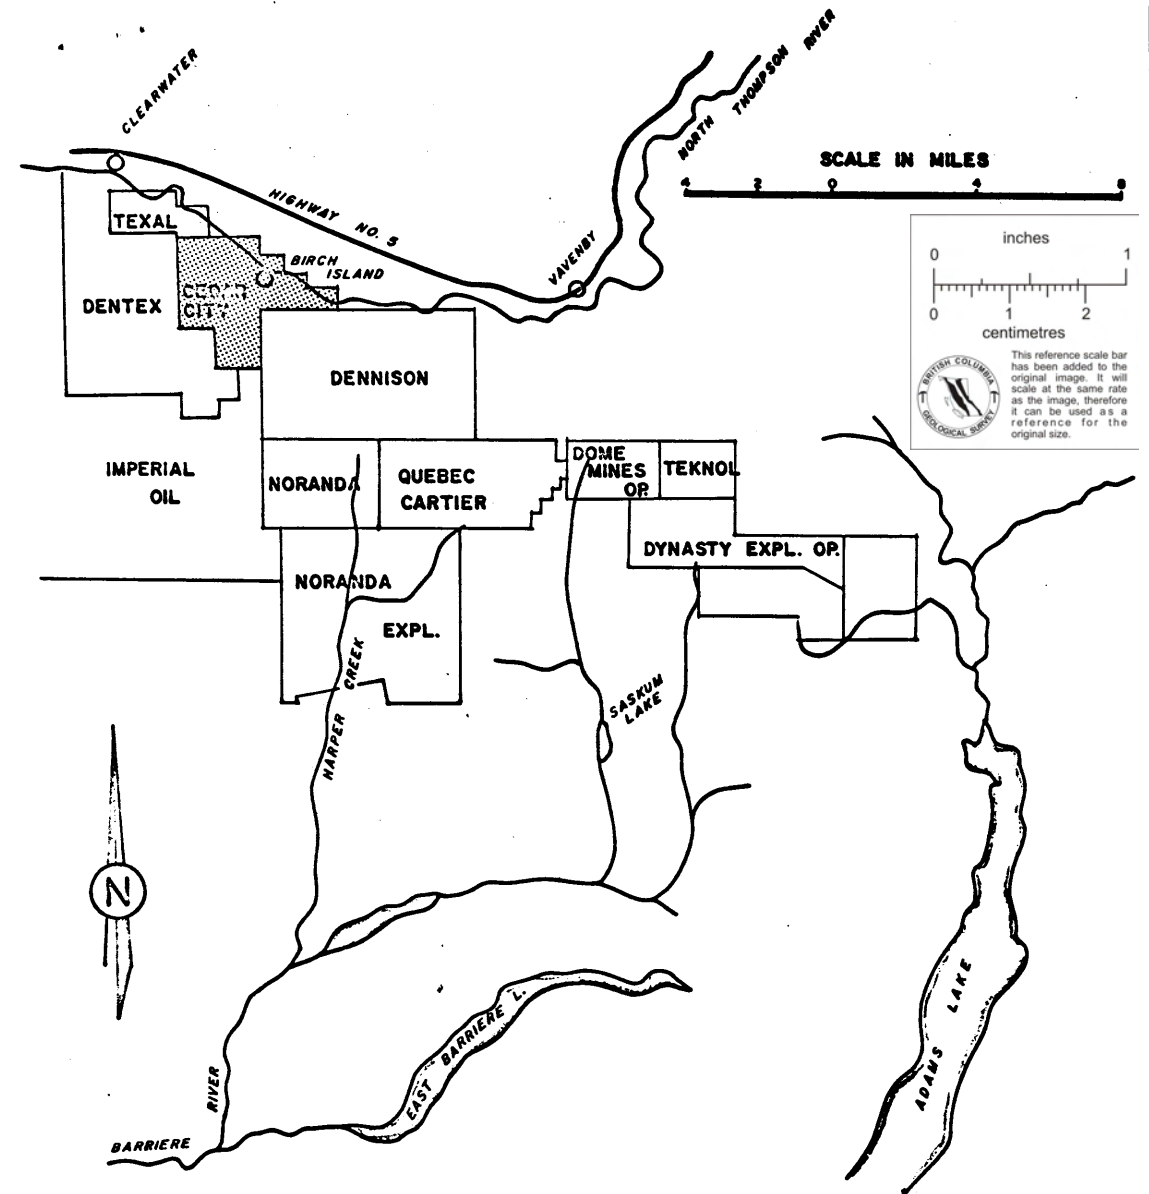 CLEARWATER
NORTH THOMPSON RIVER
SCALE IN MILES
4 2 0 4 8
HIGHWAY NO. 5
VAVENBY
TEXAL
BIRCH
ISLAND
CEDAR
CITY
DENTEX
DENNISON
inches
0 1
0 1 2
centimetres
This reference scale bar
has been added to the
original image. It will
scale at the same rate
as the image, therefore
it can be used as a
reference for the
original size.
BRITISH COLUMBIA
GEOLOGICAL SURVEY
IMPERIAL
OIL
NORANDA
QUEBEC
CARTIER
DOME
MINES
OP.
TEKNOL
DYNASTY EXPL. OP.
NORANDA
EXPL.
HARPER CREEK
SASKUM
LAKE
N
ADAMS LAKE
EAST BARRIERE L.
BARRIERE RIVER